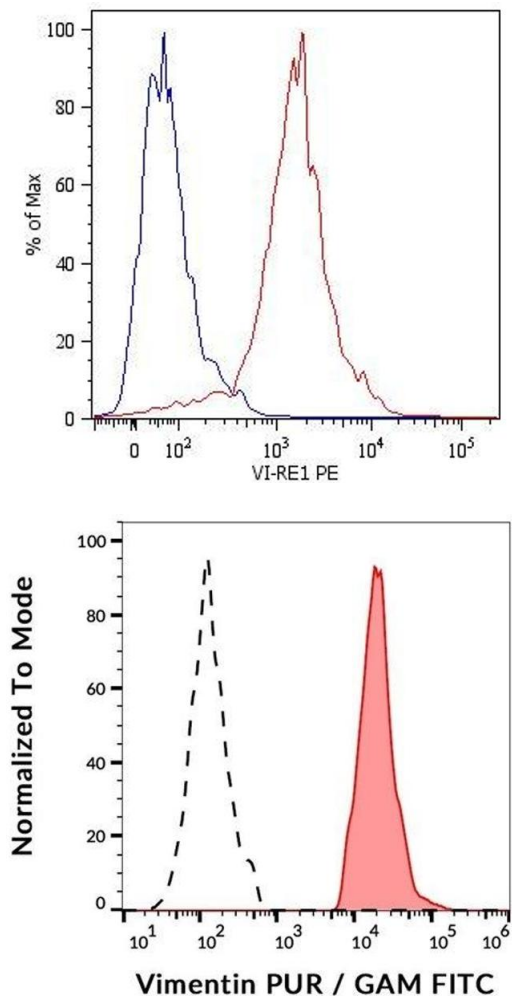 100
80
60
40
20
0
% of Max
0 10² 10³ 10⁴ 10⁵
VI-RE1 PE
100
80
60
40
20
0
Normalized To Mode
10¹ 10² 10³ 10⁴ 10⁵ 10⁶
Vimentin PUR / GAM FITC